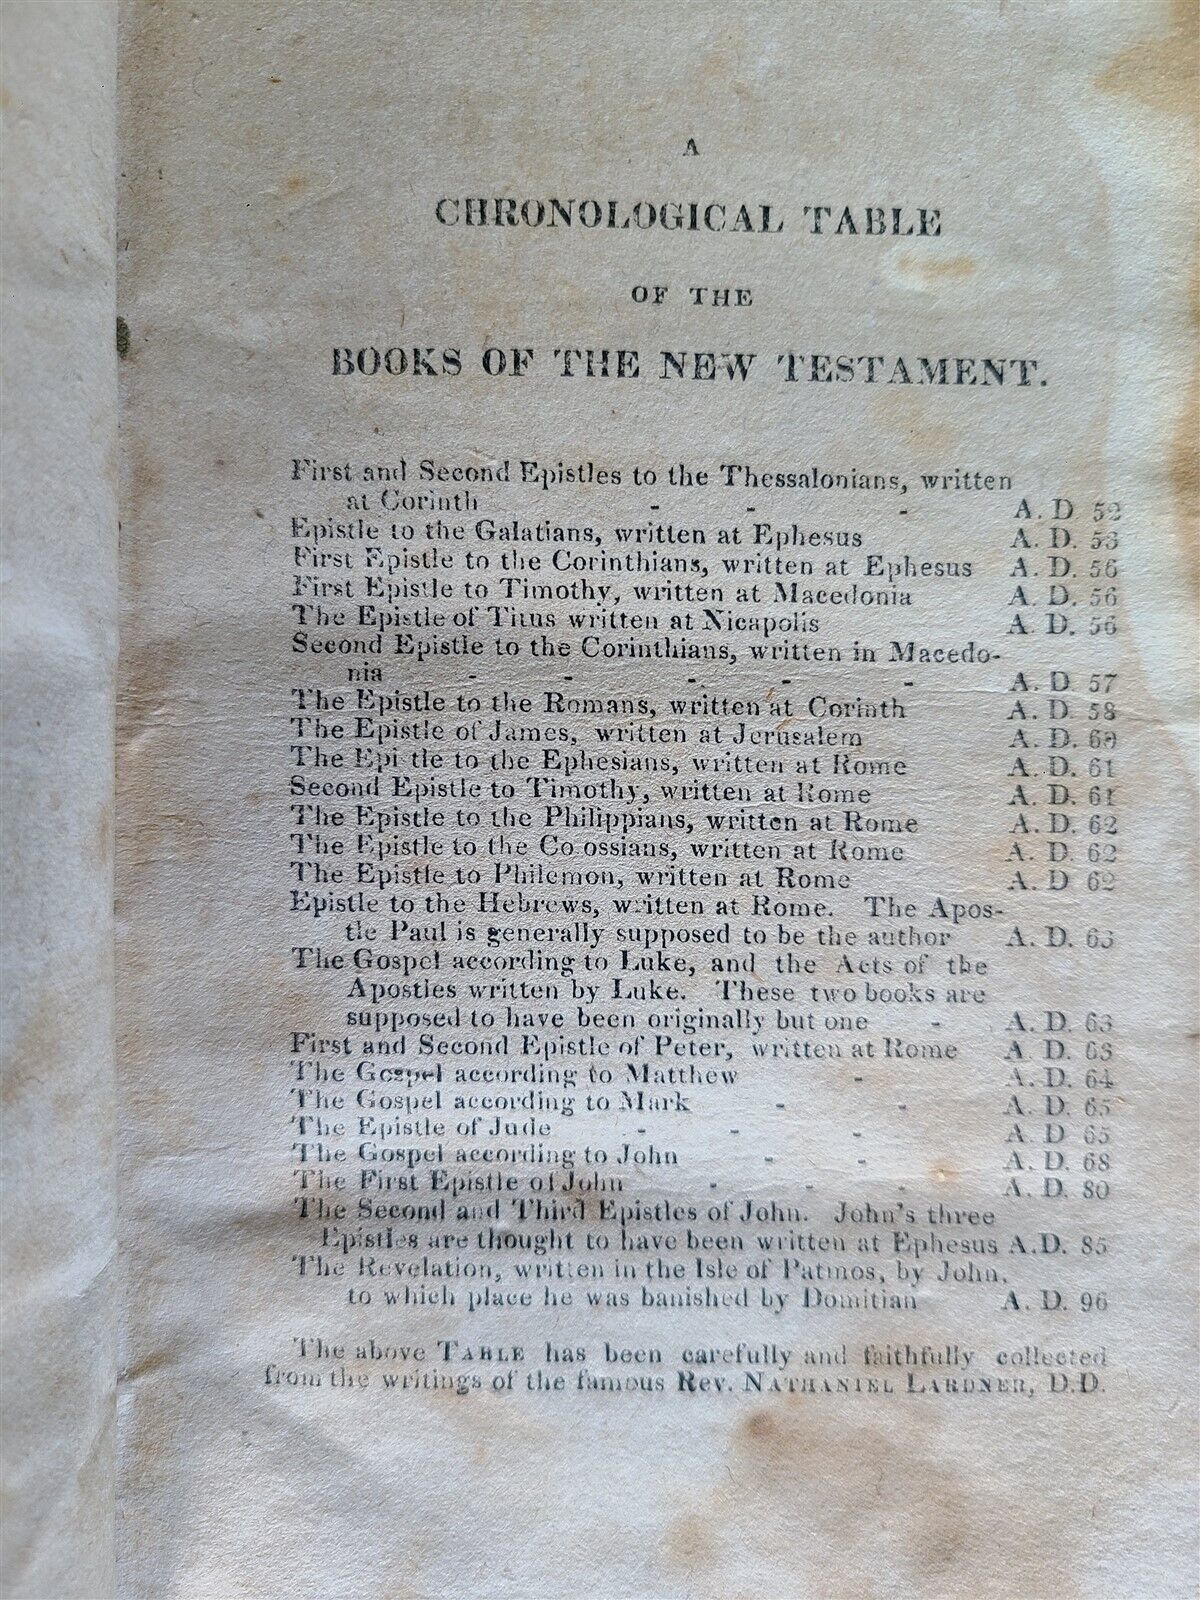 A
CHRONOLOGICAL TABLE
OF THE
BOOKS OF THE NEW TESTAMENT.
First and Second Epistles to the Thessalonians, written
at Corinth - - - A. D 52
Epistle to the Galatians, written at Ephesus A. D. 53
First Epistle to the Corinthians, written at Ephesus A. D. 56
First Epistle to Timothy, written at Macedonia A. D. 56
The Epistle of Titus written at Nicapolis A. D. 56
Second Epistle to the Corinthians, written in Macedo-
nia - - - - - A. D 57
The Epistle to the Romans, written at Corinth A. D 58
The Epistle of James, written at Jerusalem A. D. 60
The Epi tle to the Ephesians, written at Rome A. D. 61
Second Epistle to Timothy, written at Rome A. D. 61
The Epistle to the Philippians, written at Rome A. D. 62
The Epistle to the Co ossians, written at Rome A. D. 62
The Epistle to Philemon, written at Rome A. D 62
Epistle to the Hebrews, written at Rome. The Apos-
tle Paul is generally supposed to be the author A. D. 63
The Gospel according to Luke, and the Acts of the
Apostles written by Luke. These two books are
supposed to have been originally but one - A. D. 63
First and Second Epistle of Peter, written at Rome A. D. 63
The Gospel according to Matthew - A. D. 64
The Gospel according to Mark - - A. D. 65
The Epistle of Jude - - - A. D 65
The Gospel according to John - - A. D. 68
The First Epistle of John - - - A. D. 80
The Second and Third Epistles of John. John's three
Epistles are thought to have been written at Ephesus A.D. 85
The Revelation, written in the Isle of Patmos, by John,
to which place he was banished by Domitian A. D. 96
The above TABLE has been carefully and faithfully collected
from the writings of the famous Rev. NATHANIEL LARDNER, D.D.